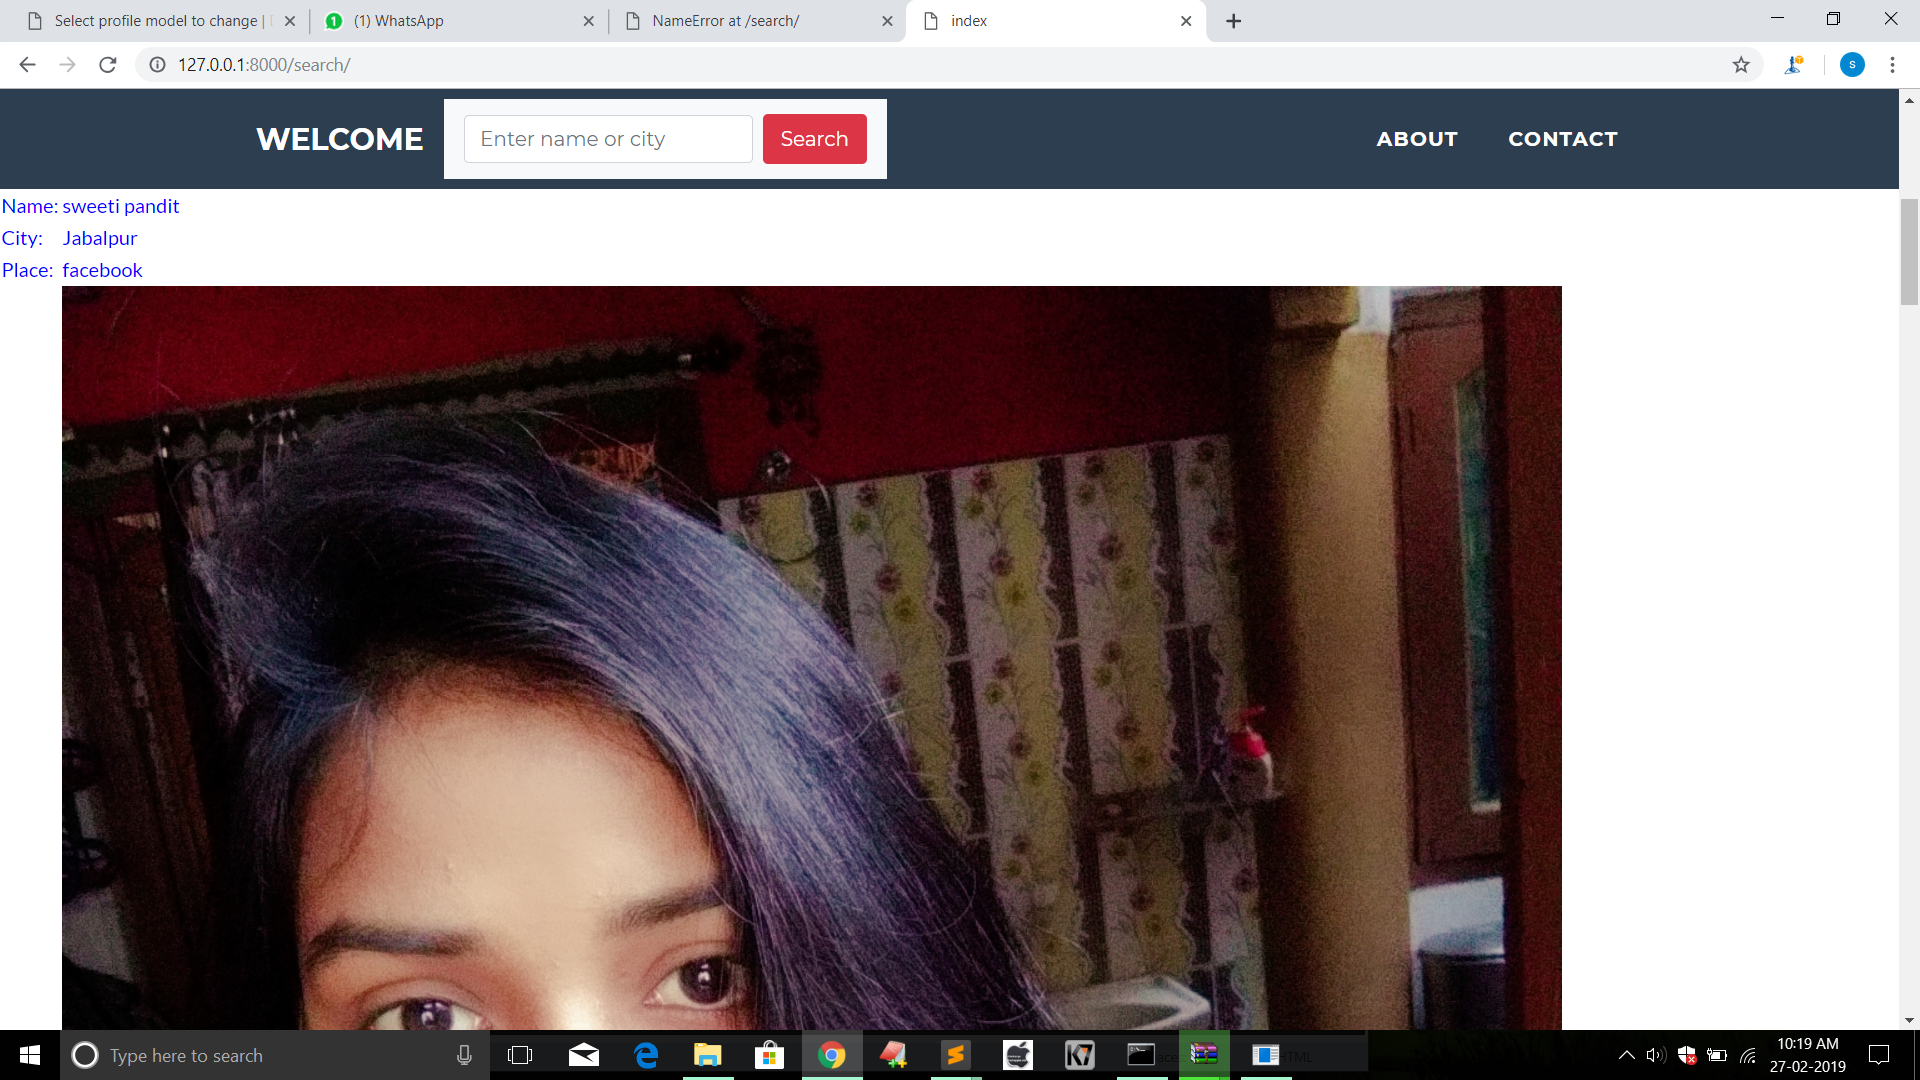 Select profile model to change |
(1) WhatsApp
NameError at /search/
index
127.0.0.1:8000/search/
S
WELCOME
Enter name or city
Search
ABOUT
CONTACT
Name: sweeti pandit
City: Jabalpur
Place: facebook
Type here to search
10:19 AM
27-02-2019